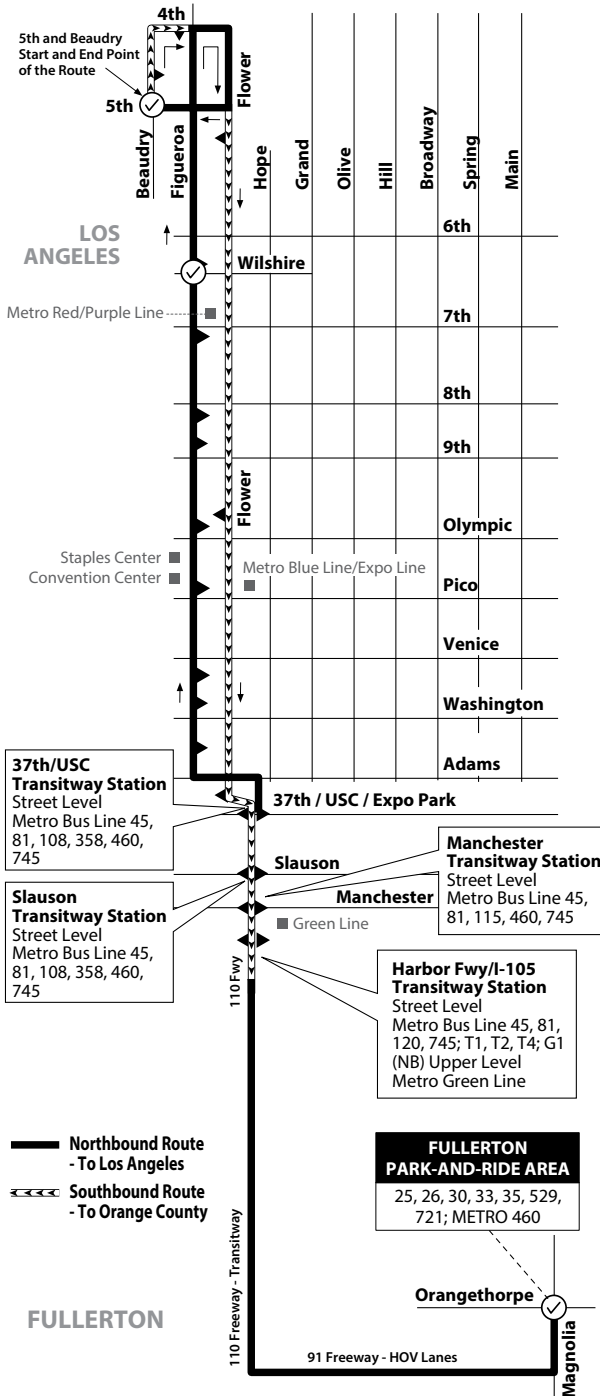 4th
5th and Beaudry
Start and End Point
of the Route
5th
Beaudry
Figueroa
Flower
Hope
Grand
Olive
Hill
Broadway
Spring
Main
LOS
ANGELES
6th
Wilshire
Metro Red/Purple Line
7th
8th
9th
Flower
Olympic
Staples Center
Convention Center
Metro Blue Line/Expo Line
Pico
Venice
Washington
Adams
37th/USC
Transitway Station
Street Level
Metro Bus Line 45,
81, 108, 358, 460,
745
37th / USC / Expo Park
Slauson
Manchester
Manchester
Transitway Station
Street Level
Metro Bus Line 45,
81, 115, 460, 745
Slauson
Transitway Station
Street Level
Metro Bus Line 45,
81, 108, 358, 460,
745
Green Line
110 Fwy
Harbor Fwy/I-105
Transitway Station
Street Level
Metro Bus Line 45, 81,
120, 745; T1, T2, T4; G1
(NB) Upper Level
Metro Green Line
Northbound Route
- To Los Angeles
Southbound Route
- To Orange County
FULLERTON
PARK-AND-RIDE AREA
25, 26, 30, 33, 35, 529,
721; METRO 460
110 Freeway - Transitway
Orangethorpe
FULLERTON
Magnolia
91 Freeway - HOV Lanes